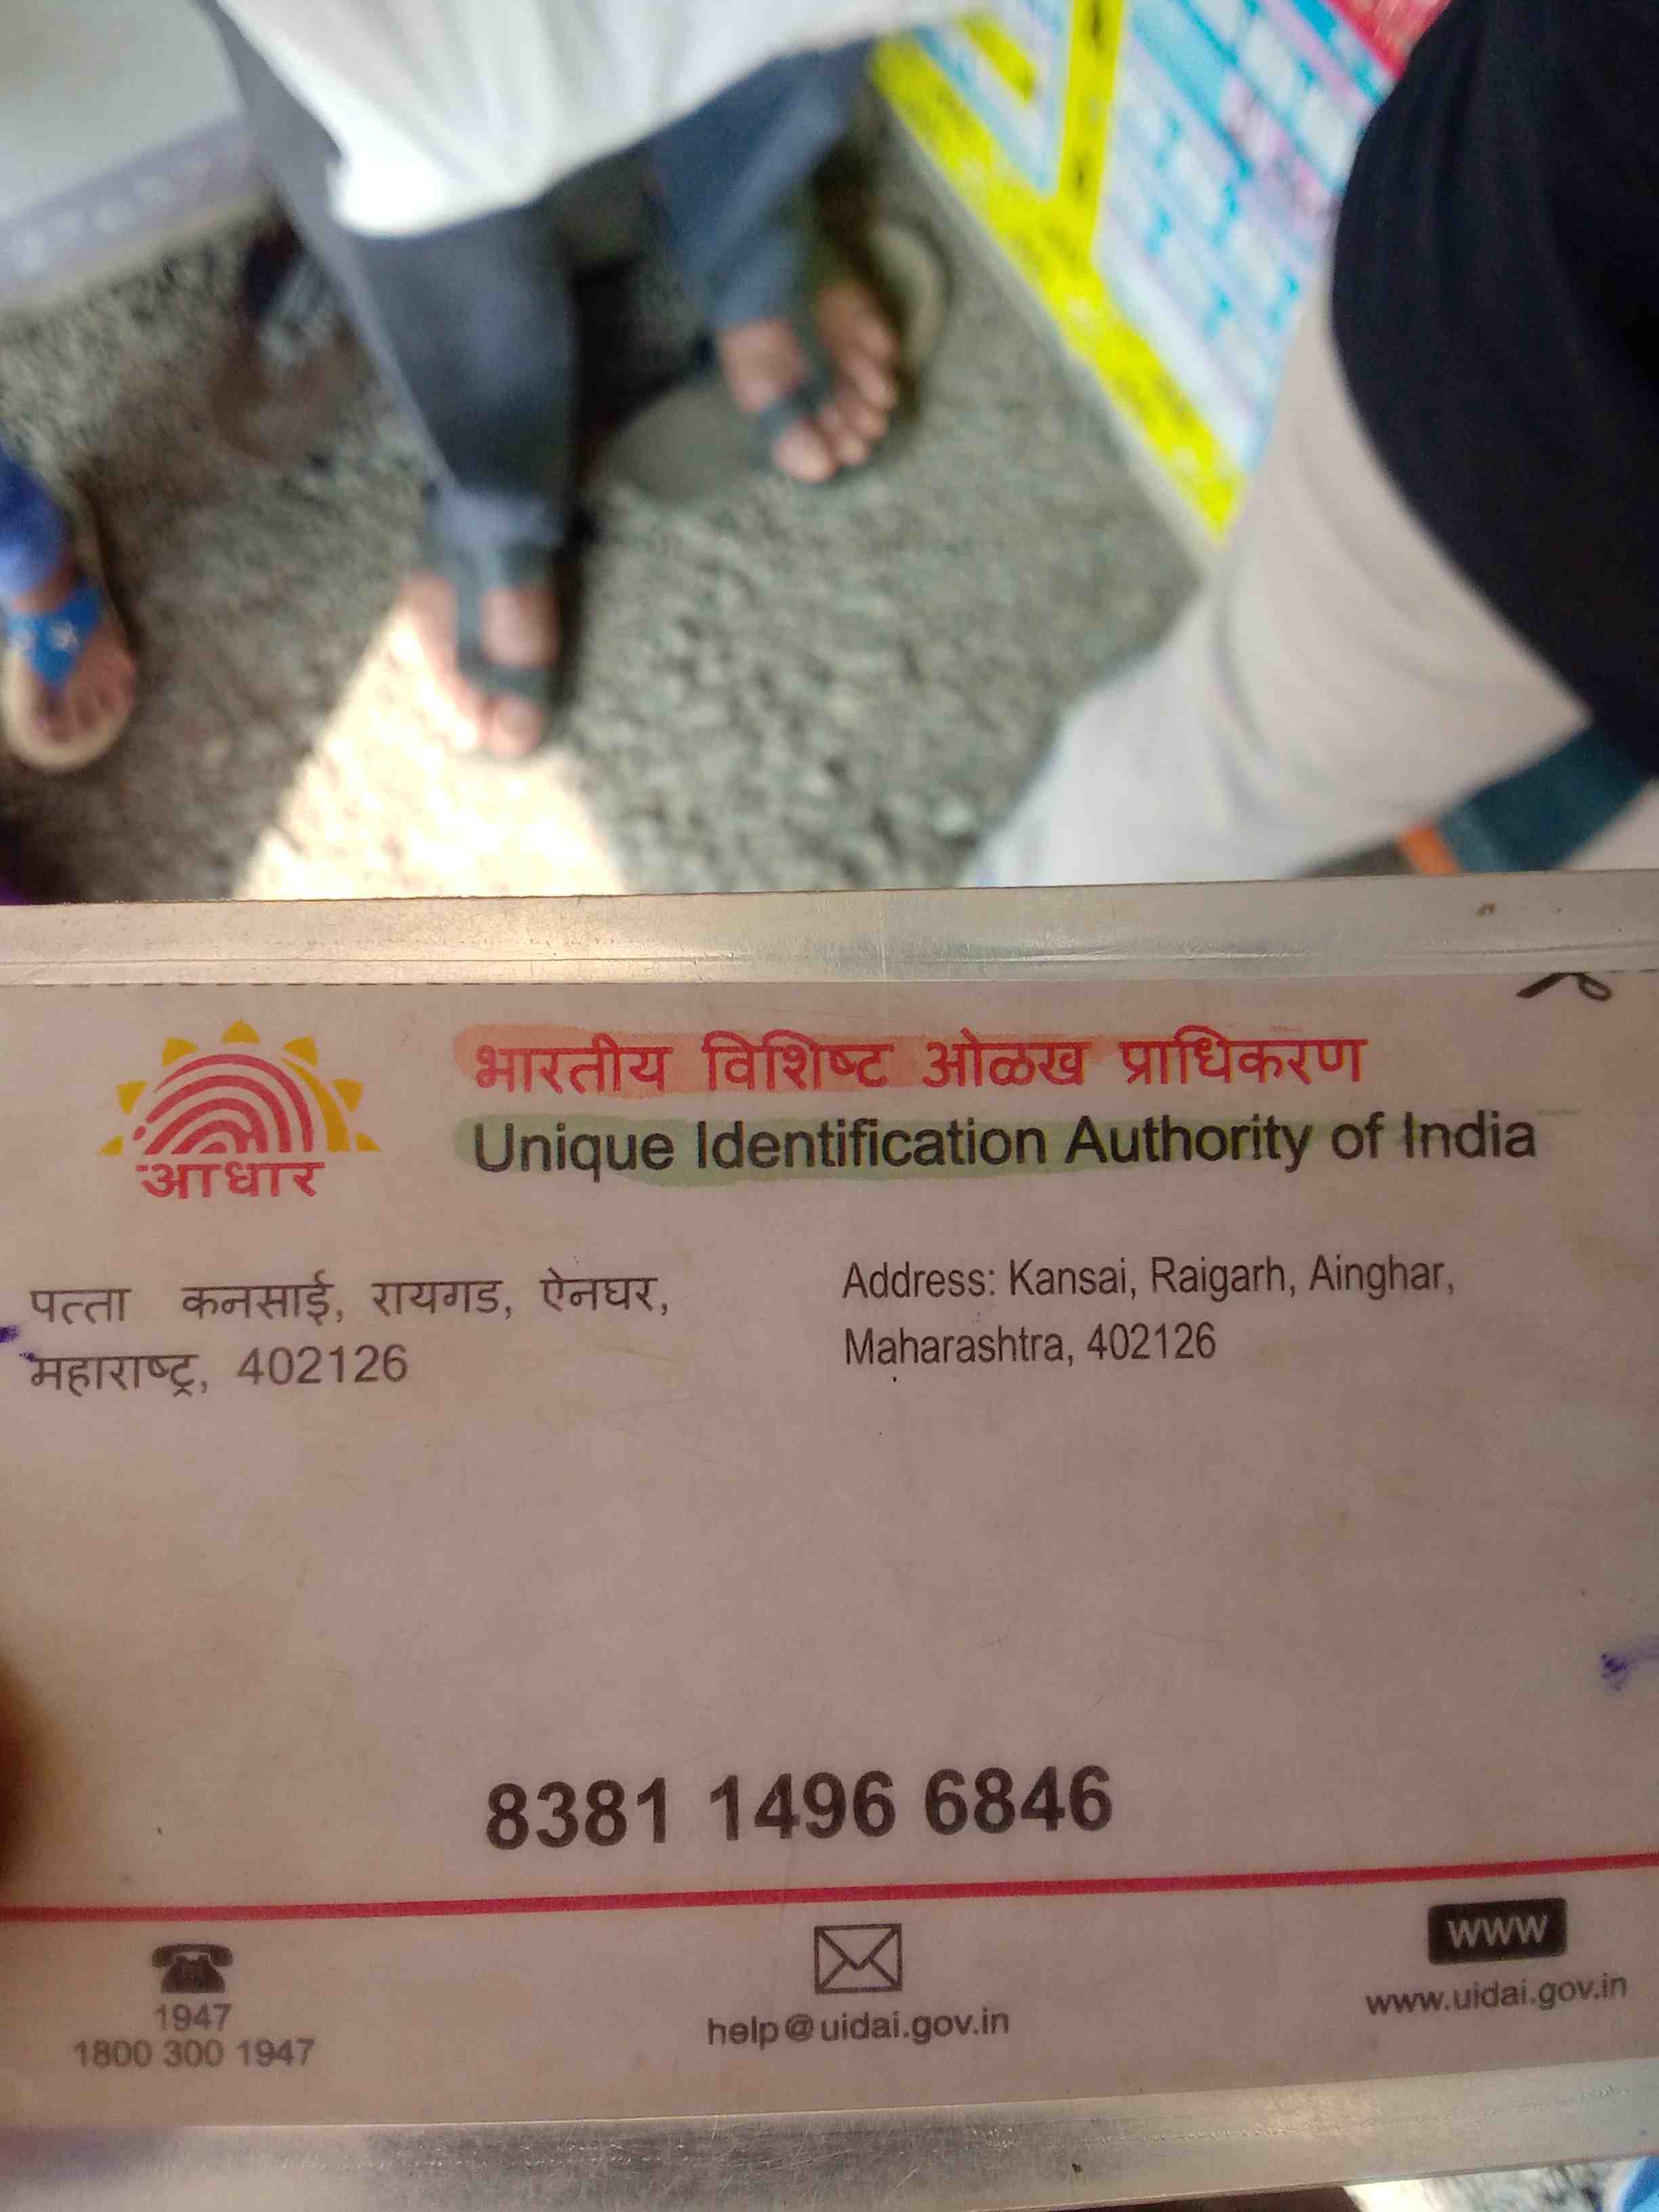 भारतीय विशिष्ट ओळख प्राधिकरण
Unique Identification Authority of India
आधार
पत्ता कनसाई, रायगड, ऐनघर,
महाराष्ट्र, 402126
Address: Kansai, Raigarh, Ainghar,
Maharashtra, 402126
8381 1496 6846
1947
1800 300 1947
help@uidai.gov.in
WWW
www.uidai.gov.in